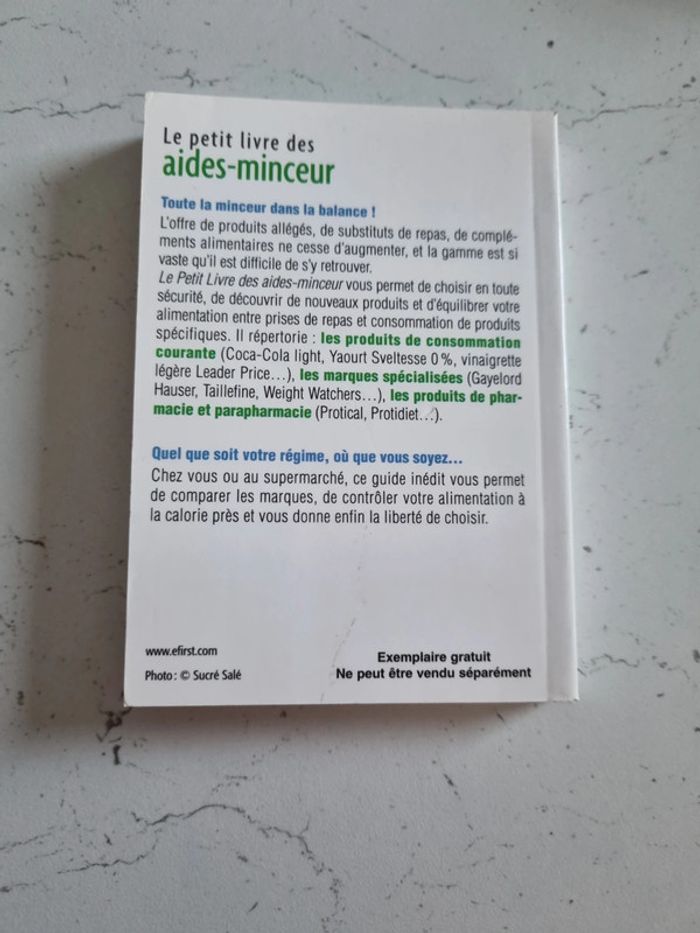 Le petit livre des
aides-minceur
Toute la minceur dans la balance !
L'offre de produits allégés, de substituts de repas, de complé-
ments alimentaires ne cesse d'augmenter, et la gamme est si
vaste qu'il est difficile de s'y retrouver.
Le Petit Livre des aides-minceur vous permet de choisir en toute
sécurité, de découvrir de nouveaux produits et d'équilibrer votre
alimentation entre prises de repas et consommation de produits
spécifiques. Il répertorie : les produits de consommation
courante (Coca-Cola light, Yaourt Sveltesse 0 %, vinaigrette
légère Leader Price...), les marques spécialisées (Gayelord
Hauser, Taillefine, Weight Watchers...), les produits de phar-
macie et parapharmacie (Protical, Protidiet...).
Quel que soit votre régime, où que vous soyez...
Chez vous ou au supermarché, ce guide inédit vous permet
de comparer les marques, de contrôler votre alimentation à
la calorie près et vous donne enfin la liberté de choisir.
www.efirst.com
Photo : © Sucré Salé
Exemplaire gratuit
Ne peut être vendu séparément